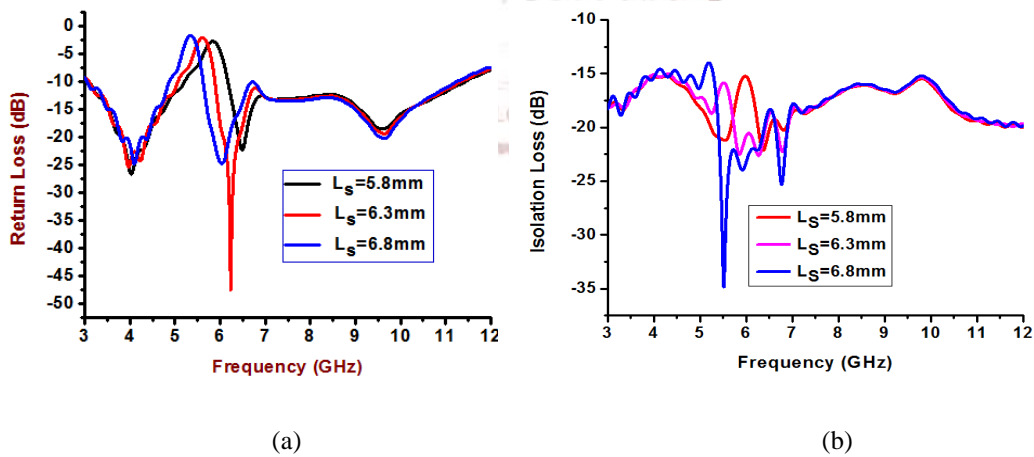 0
-5
-10
-15
-20
-25
-30
-35
-40
-45
-50
Return Loss (dB)
Ls=5.8mm
Ls=6.3mm
Ls=6.8mm
3 4 5 6 7 8 9 10 11 12
Frequency (GHz)
(a)
-10
-15
-20
-25
-30
-35
Isolation Loss (dB)
LS=5.8mm
LS=6.3mm
LS=6.8mm
3 4 5 6 7 8 9 10 11 12
Frequency (GHz)
(b)